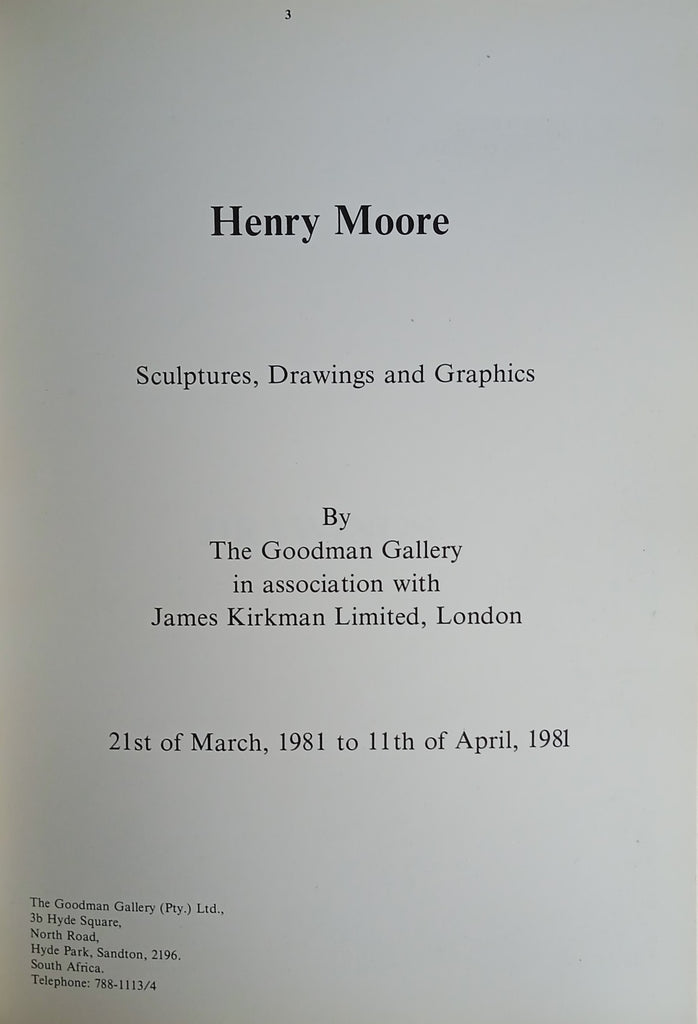 3
Henry Moore
Sculptures, Drawings and Graphics
By
The Goodman Gallery
in association with
James Kirkman Limited, London
21st of March, 1981 to 11th of April, 1981
The Goodman Gallery (Pty.) Ltd.,
3b Hyde Square,
North Road,
Hyde Park, Sandton, 2196.
South Africa.
Telephone: 788-1113/4